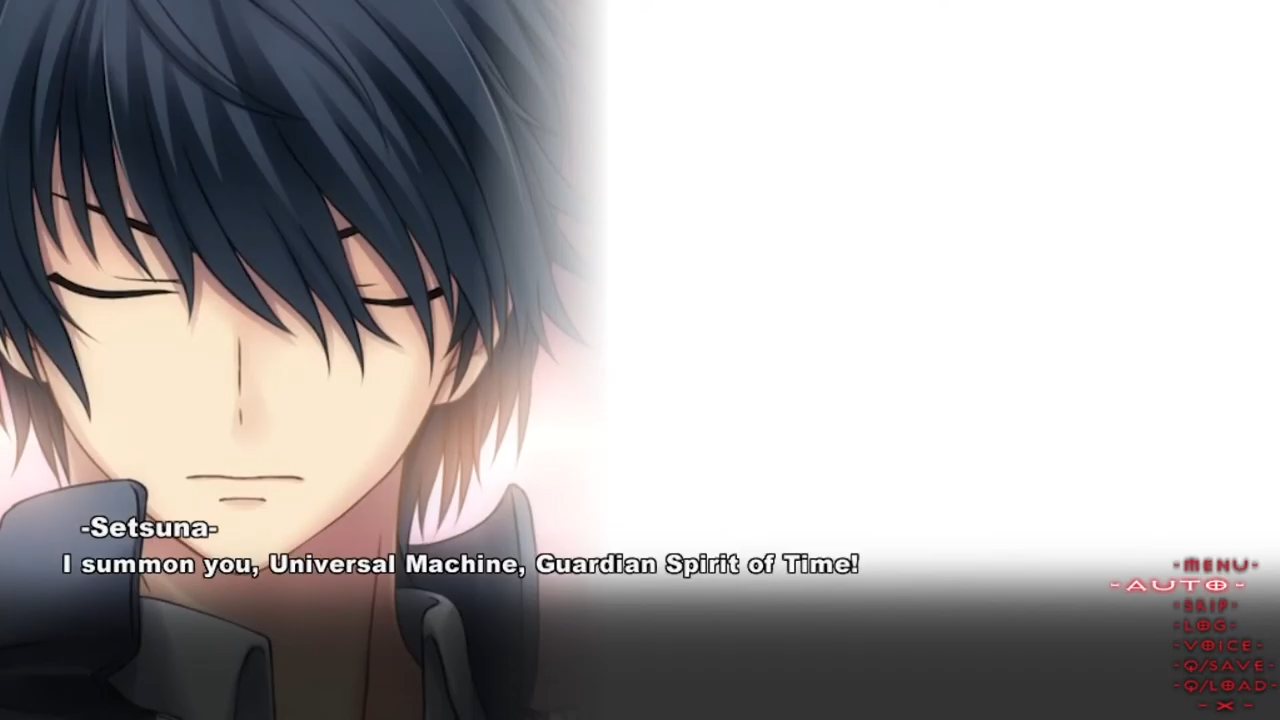 -Setsuna-
I summon you, Universal Machine, Guardian Spirit of Time!
-MENU-
-AUTO-
-SKIP-
-LOG-
-VOICE-
-Q/SAVE-
-Q/LOAD-
-×-